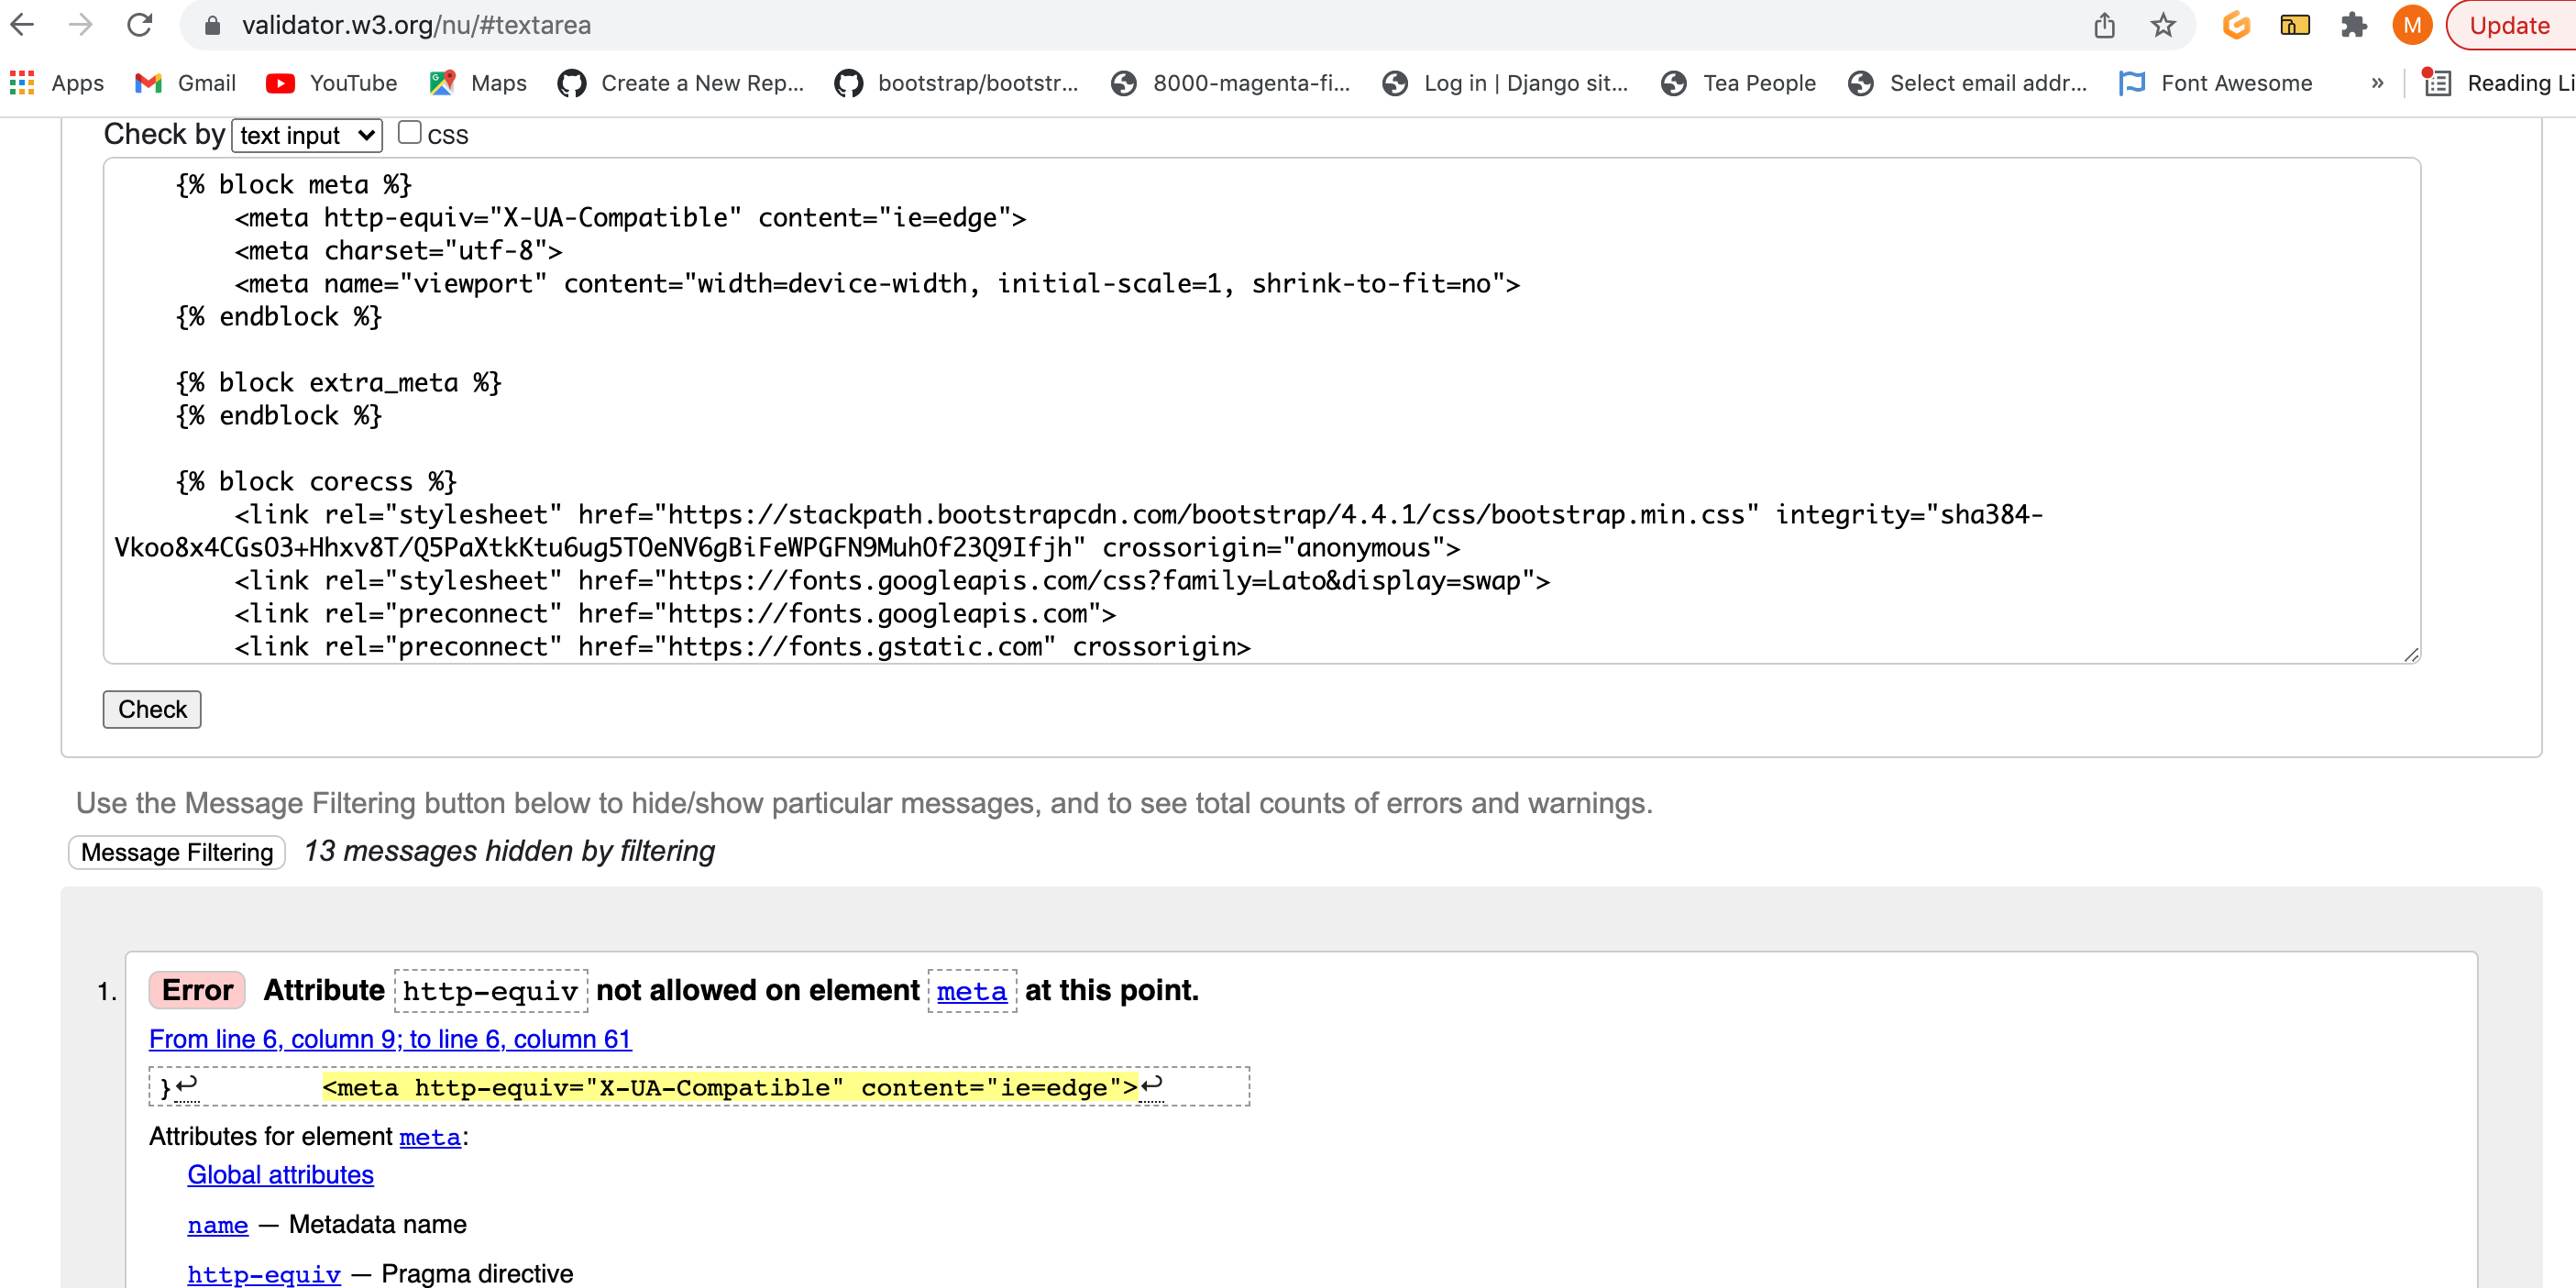 validator.w3.org/nu/#textarea
M
Update
Apps
Gmail
YouTube
Maps
Create a New Rep...
bootstrap/bootstr...
8000-magenta-fi...
Log in | Django sit...
Tea People
Select email addr...
Font Awesome
»
Reading Li
Check by text input css
{% block meta %}
<meta http-equiv="X-UA-Compatible" content="ie=edge">
<meta charset="utf-8">
<meta name="viewport" content="width=device-width, initial-scale=1, shrink-to-fit=no">
{% endblock %}
{% block extra_meta %}
{% endblock %}
{% block corecss %}
<link rel="stylesheet" href="https://stackpath.bootstrapcdn.com/bootstrap/4.4.1/css/bootstrap.min.css" integrity="sha384-
Vkoo8x4CGsO3+Hhxv8T/Q5PaXtkKtu6ug5TOeNV6gBiFeWPGFN9MuhOf23Q9Ifjh" crossorigin="anonymous">
<link rel="stylesheet" href="https://fonts.googleapis.com/css?family=Lato&display=swap">
<link rel="preconnect" href="https://fonts.googleapis.com">
<link rel="preconnect" href="https://fonts.gstatic.com" crossorigin>
Check
Use the Message Filtering button below to hide/show particular messages, and to see total counts of errors and warnings.
Message Filtering 13 messages hidden by filtering
1. Error Attribute http-equiv not allowed on element meta at this point.
From line 6, column 9; to line 6, column 61
}↩ <meta http-equiv="X-UA-Compatible" content="ie=edge">↩
Attributes for element meta:
Global attributes
name — Metadata name
http-equiv — Pragma directive